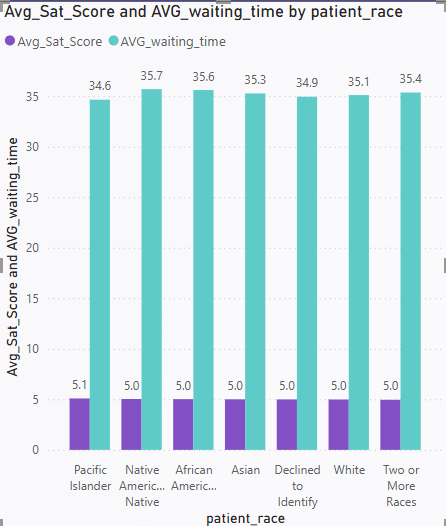 Avg_Sat_Score and AVG_waiting_time by patient_race
Avg_Sat_Score AVG_waiting_time
Avg_Sat_Score and AVG_waiting_time
35
30
25
20
15
10
5
0
34.6 35.7 35.6 35.3 34.9 35.1 35.4
5.1 5.0 5.0 5.0 5.0 5.0 5.0
Pacific Islander
Native Americ... Native
African Americ...
Asian
Declined to Identify
White
Two or More Races
patient_race